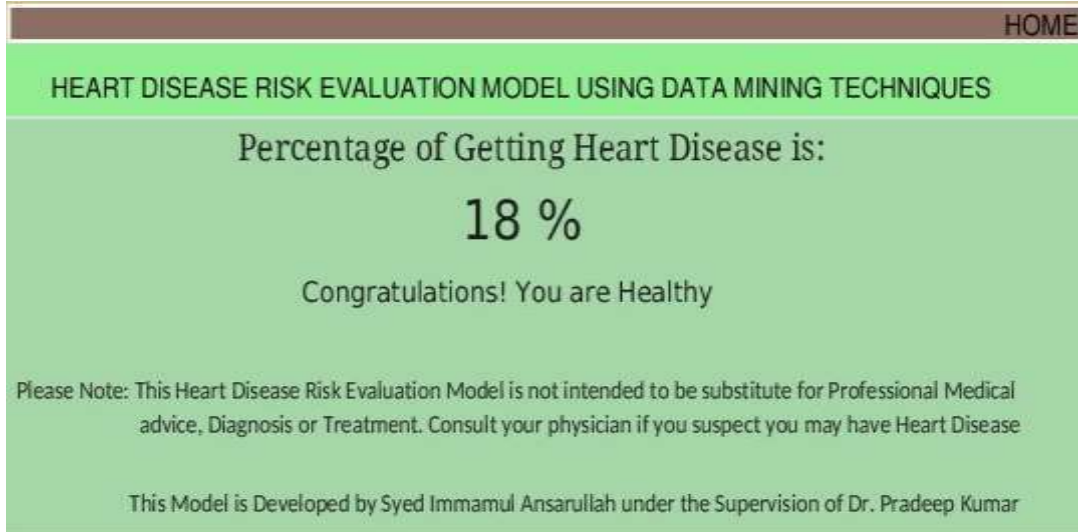 HOME
HEART DISEASE RISK EVALUATION MODEL USING DATA MINING TECHNIQUES
Percentage of Getting Heart Disease is:
18 %
Congratulations! You are Healthy
Please Note: This Heart Disease Risk Evaluation Model is not intended to be substitute for Professional Medical
advice, Diagnosis or Treatment. Consult your physician if you suspect you may have Heart Disease
This Model is Developed by Syed Immamul Ansarullah under the Supervision of Dr. Pradeep Kumar